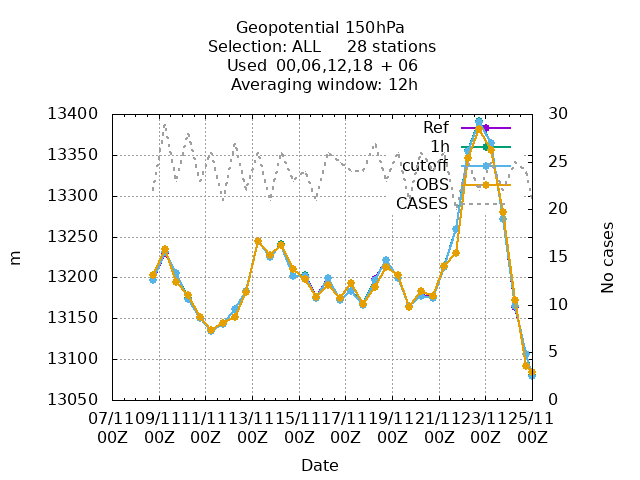 Geopotential 150hPa
Selection: ALL 28 stations
Used 00,06,12,18 + 06
Averaging window: 12h
13400
13350
13300
13250
13200
13150
13100
13050
m
30
25
20
15
10
5
0
No cases
Ref
1h
cutoff
OBS
CASES
07/11 09/11 11/11 13/11 15/11 17/11 19/11 21/11 23/11 25/11
00Z 00Z 00Z 00Z 00Z 00Z 00Z 00Z 00Z 00Z
Date